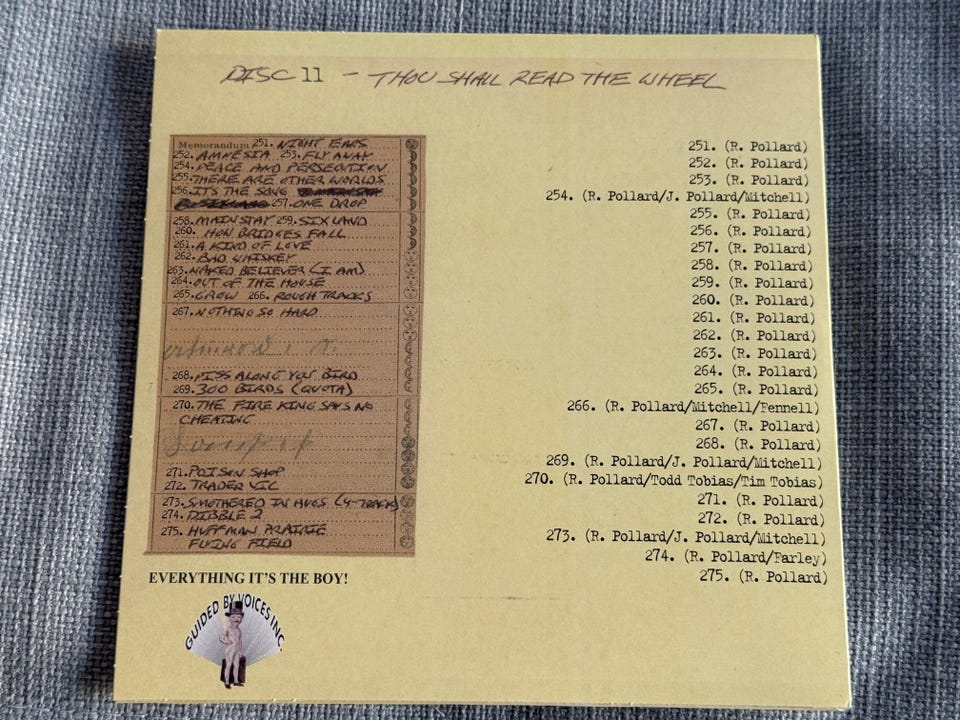 DISC 11 - THOU SHALL READ THE WHEEL
Memorandum 251. NIGHT EARS
252. AMNESIA 253. FLY AWAY
254. PEACE AND PERSECUTION
255. THERE ARE OTHER WORLDS
256. IT'S THE SONG
257. ONE DROP
258. MAINSTAY 259. SIX LAND
260. HOW BRIDGES FALL
261. A KIND OF LOVE
262. BAD WHISKEY
263. NAKED BELIEVER (I AM)
264. OUT OF THE HOUSE
265. GROW 266. ROUGH TRACKS
267. NOTHING SO HARD
268. PISS ALONG YOU BIRD
269. 300 BIRDS (QUOTA)
270. THE FIRE KING SAYS NO
CHEATING
271. POISON SHOP
272. TRADER VIC
273. SMOTHERED IN HUGS (4-TRACK)
274. DIBBLE 2
275. HUFFMAN PRAIRIE
FLYING FIELD
EVERYTHING IT'S THE BOY!
GUIDED BY VOICES INC.
251. (R. Pollard)
252. (R. Pollard)
253. (R. Pollard)
254. (R. Pollard/J. Pollard/Mitchell)
255. (R. Pollard)
256. (R. Pollard)
257. (R. Pollard)
258. (R. Pollard)
259. (R. Pollard)
260. (R. Pollard)
261. (R. Pollard)
262. (R. Pollard)
263. (R. Pollard)
264. (R. Pollard)
265. (R. Pollard)
266. (R. Pollard/Mitchell/Fennell)
267. (R. Pollard)
268. (R. Pollard)
269. (R. Pollard/J. Pollard/Mitchell)
270. (R. Pollard/Todd Tobias/Tim Tobias)
271. (R. Pollard)
272. (R. Pollard)
273. (R. Pollard/J. Pollard/Mitchell)
274. (R. Pollard/Farley)
275. (R. Pollard)